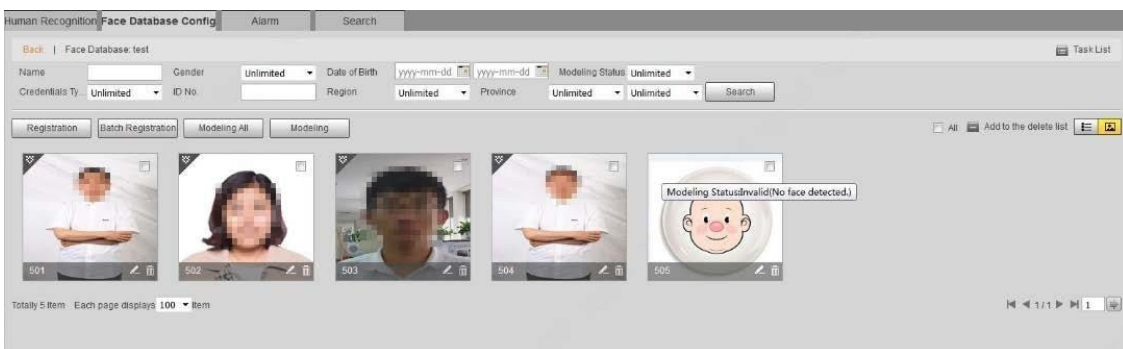 Human Recognition Face Database Config Alarm Search
Back | Face Database: test Task List
Name Gender Unlimited Date of Birth yyyy-mm-dd yyyy-mm-dd Modeling Status Unlimited
Credentials Ty... Unlimited ID No. Region Unlimited Province Unlimited Unlimited Search
Registration Batch Registration Modeling All Modeling All Add to the delete list
Modeling Status:Invalid(No face detected.)
501 502 503 504 505
Totally 5 Item Each page displays 100 Item 1/1 1